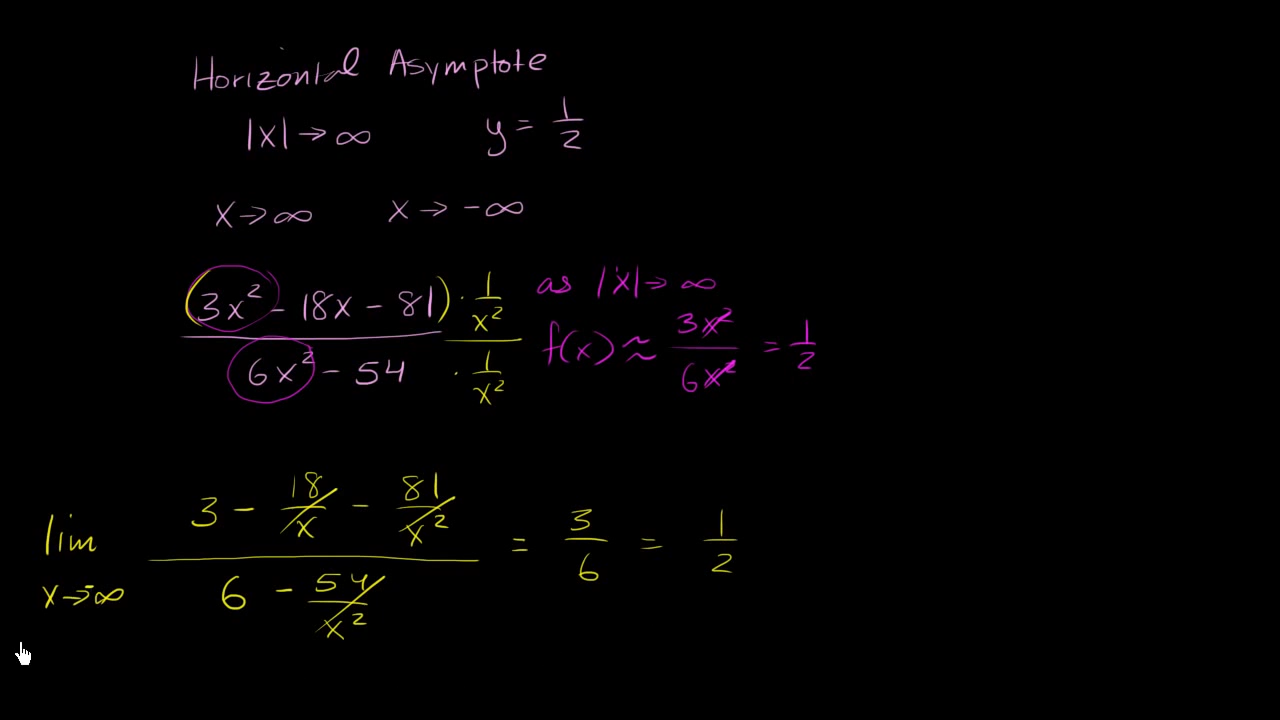 Horizontal Asymptote
|x| → ∞ y = 1/2
x → ∞ x → -∞
(3x² - 18x - 81) · 1/x² as |x| → ∞
6x² - 54 · 1/x² f(x) ≈ 3x²/6x² = 1/2
lim x → -∞ (3 - 18/x - 81/x²)/(6 - 54/x²) = 3/6 = 1/2